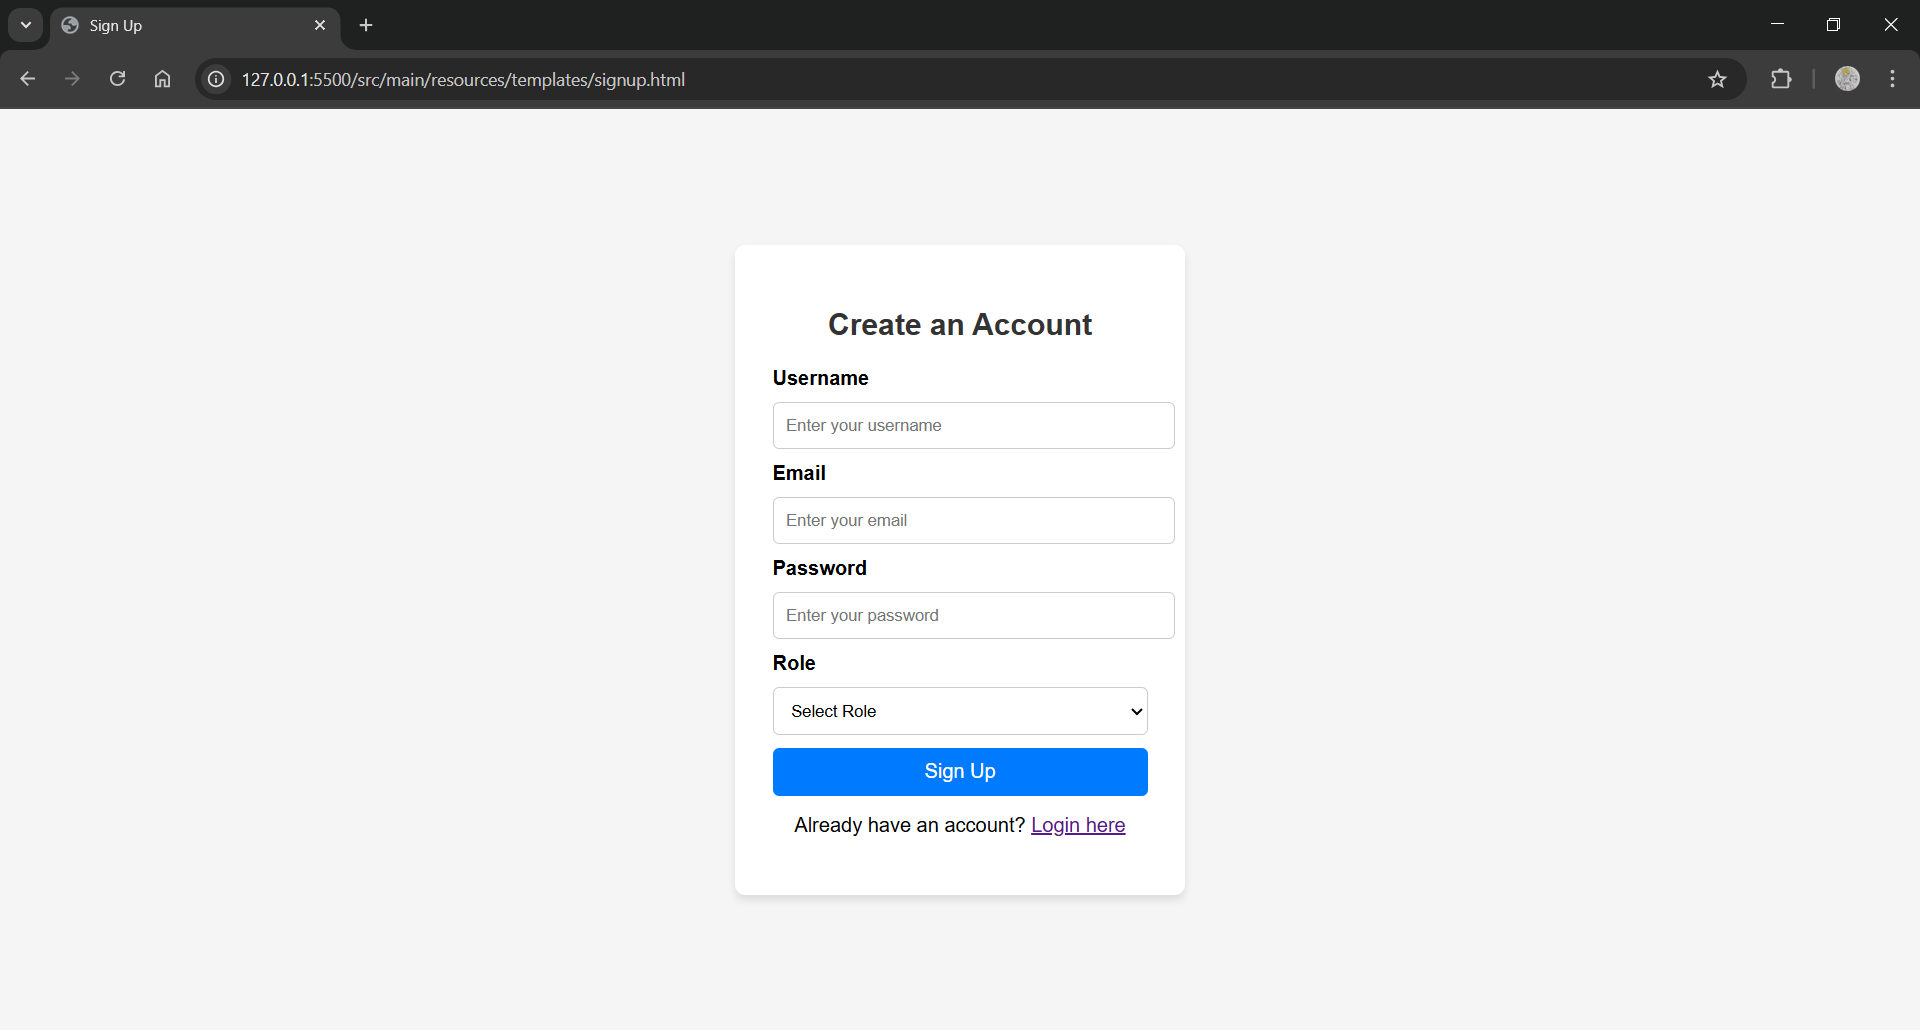 Sign Up
127.0.0.1:5500/src/main/resources/templates/signup.html
Create an Account
Username
Enter your username
Email
Enter your email
Password
Enter your password
Role
Select Role
Sign Up
Already have an account? Login here